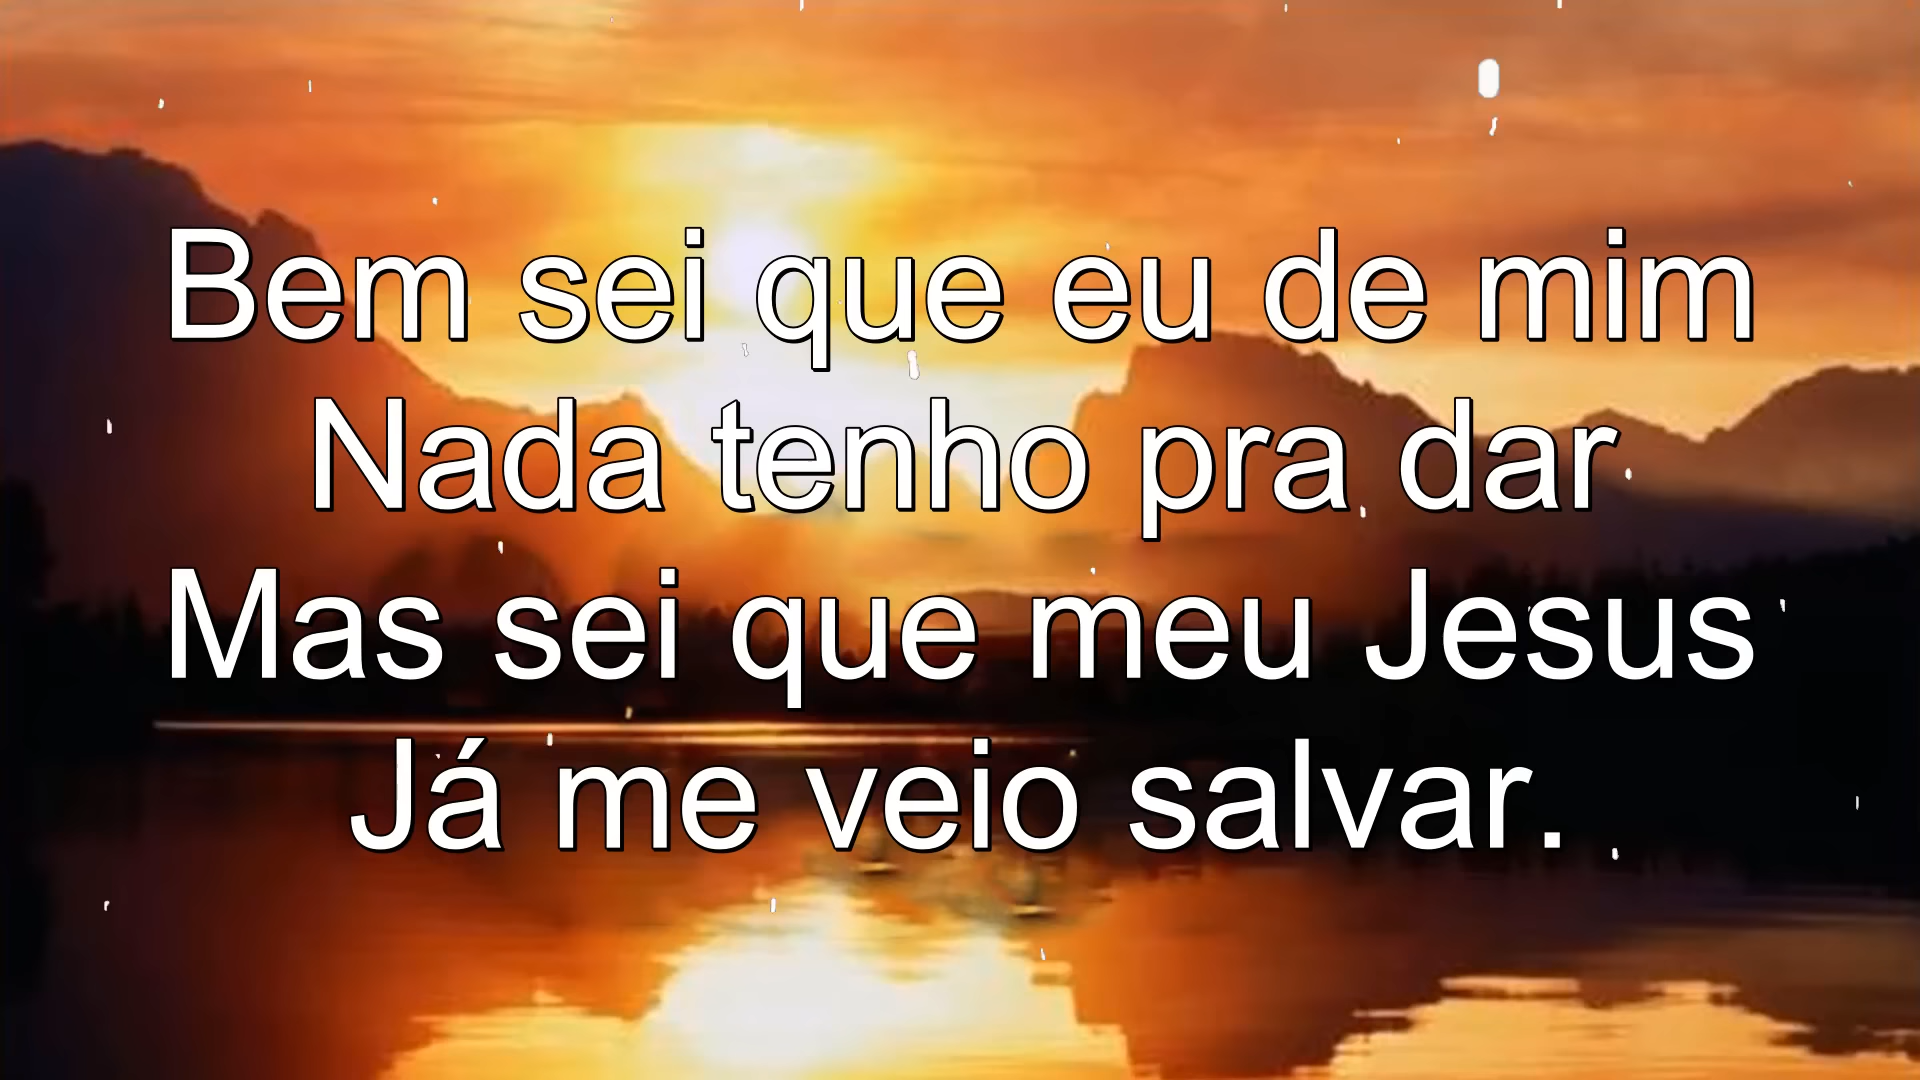 Bem sei que eu de mim
Nada tenho pra dar
Mas sei que meu Jesus
Já me veio salvar.